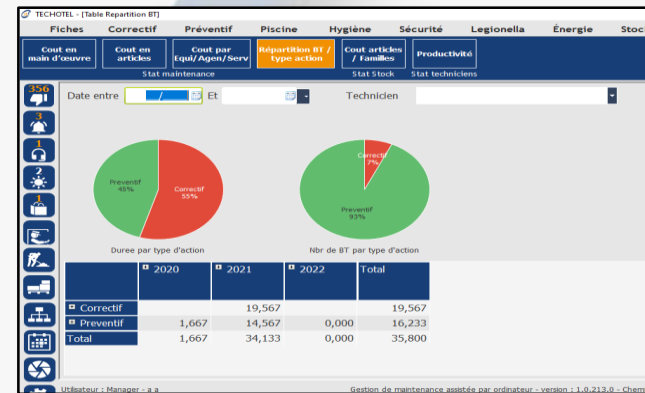 TECHOTEL - [Table Repartition BT]
Fiches Correctif Préventif Piscine Hygiène Sécurité Legionella Énergie Stoc
Cout en main d'œuvre
Cout en articles
Cout par Equi/Agen/Serv
Répartition BT / type action
Cout articles / Familles
Productivité
Stat maintenance Stat Stock Stat techniciens
356
3
1
2
1
Date entre / Et Technicien
Preventif
45%
Correctif
55%
Correctif
7%
Preventif
93%
Duree par type d'action
Nbr de BT par type d'action
2020 2021 2022 Total
Correctif 19,567 19,567
Preventif 1,667 14,567 0,000 16,233
Total 1,667 34,133 0,000 35,800
Utilisateur : Manager - a a Gestion de maintenance assistée par ordinateur - version : 1.0.213.0 - Chem